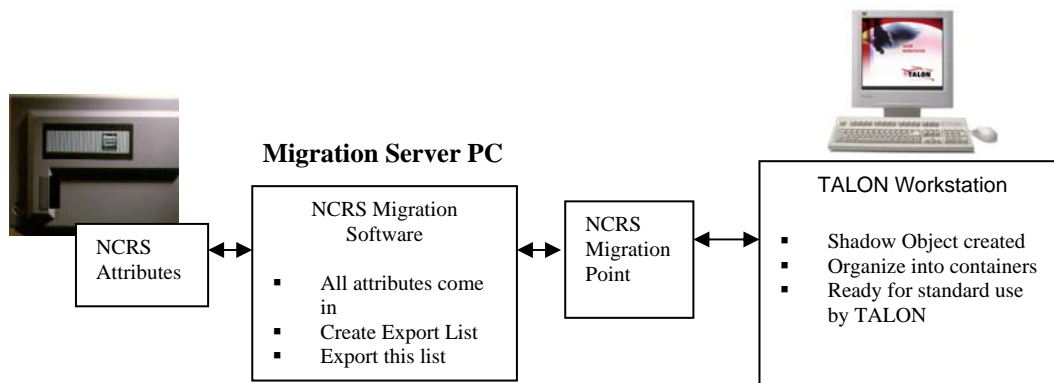 TALON
Migration Server PC
NCRS
Attributes
NCRS Migration
Software
▪ All attributes come
in
▪ Create Export List
▪ Export this list
NCRS
Migration
Point
TALON Workstation
▪ Shadow Object created
▪ Organize into containers
▪ Ready for standard use
by TALON